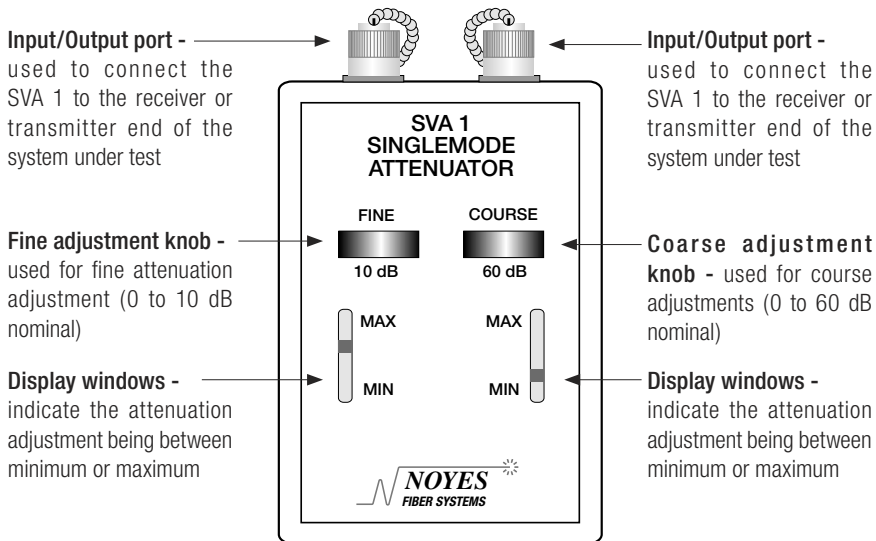 Input/Output port -
used to connect the
SVA 1 to the receiver or
transmitter end of the
system under test
Fine adjustment knob -
used for fine attenuation
adjustment (0 to 10 dB
nominal)
Display windows -
indicate the attenuation
adjustment being between
minimum or maximum
SVA 1
SINGLEMODE
ATTENUATOR
FINE
COURSE
10 dB
60 dB
MAX
MAX
MIN
MIN
NOYES
FIBER SYSTEMS
Input/Output port -
used to connect the
SVA 1 to the receiver or
transmitter end of the
system under test
Coarse adjustment
knob - used for course
adjustments (0 to 60 dB
nominal)
Display windows -
indicate the attenuation
adjustment being between
minimum or maximum